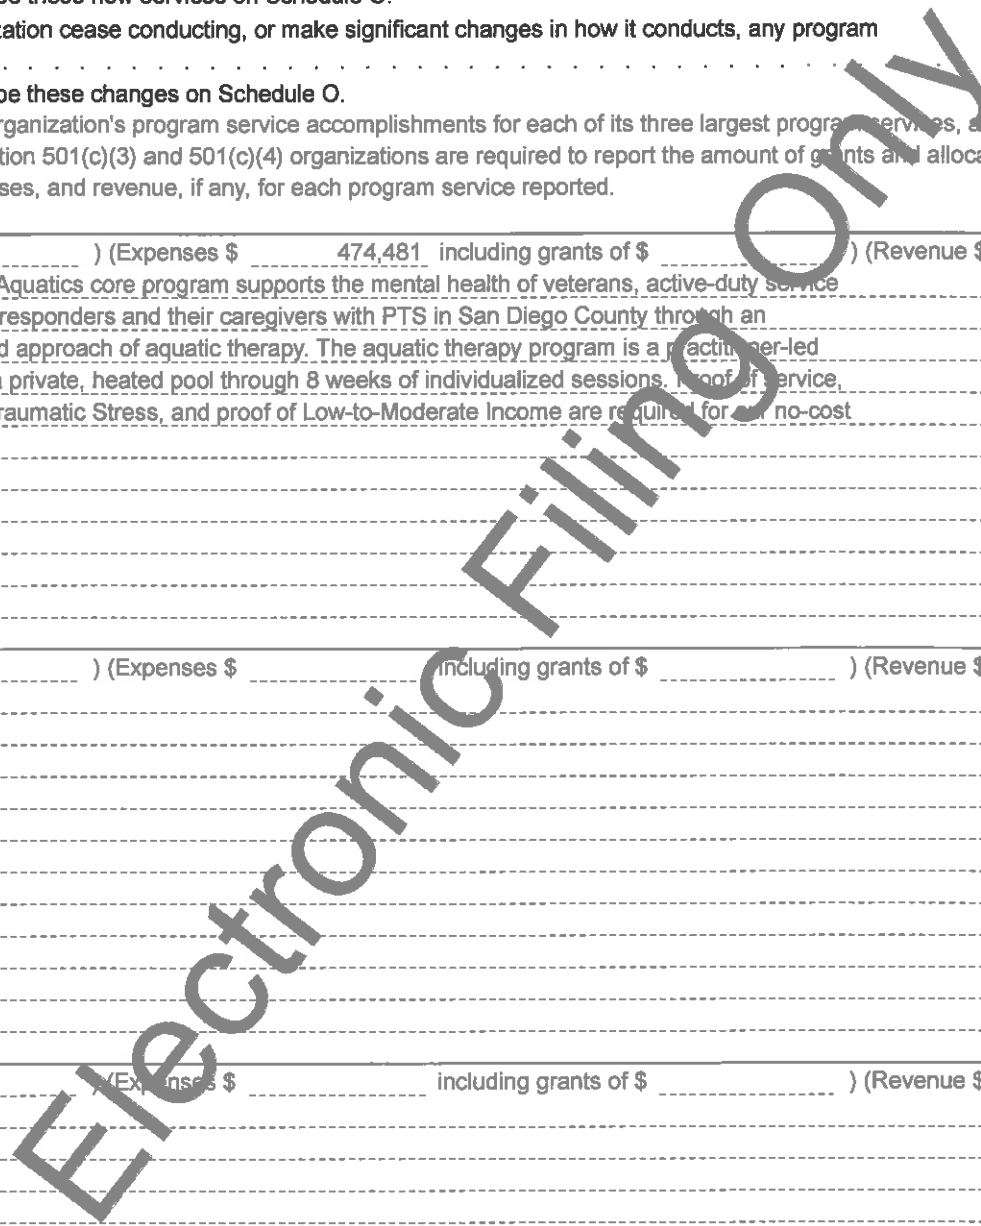 tation cease conducting, or make significant changes in how it conducts, any program
be these changes on Schedule O.
rganization's program service accomplishments for each of its three largest program services, a
tion 501(c)(3) and 501(c)(4) organizations are required to report the amount of grants and alloca
ses, and revenue, if any, for each program service reported.
) (Expenses $ 474,481 including grants of $ ) (Revenue $
Aquatics core program supports the mental health of veterans, active-duty service
responders and their caregivers with PTS in San Diego County through an
d approach of aquatic therapy. The aquatic therapy program is a practitioner-led
a private, heated pool through 8 weeks of individualized sessions. Proof of service,
raumatic Stress, and proof of Low-to-Moderate Income are required for our no-cost
) (Expenses $ including grants of $ ) (Revenue $
) (Expenses $ including grants of $ ) (Revenue $
Electronic Filing Only